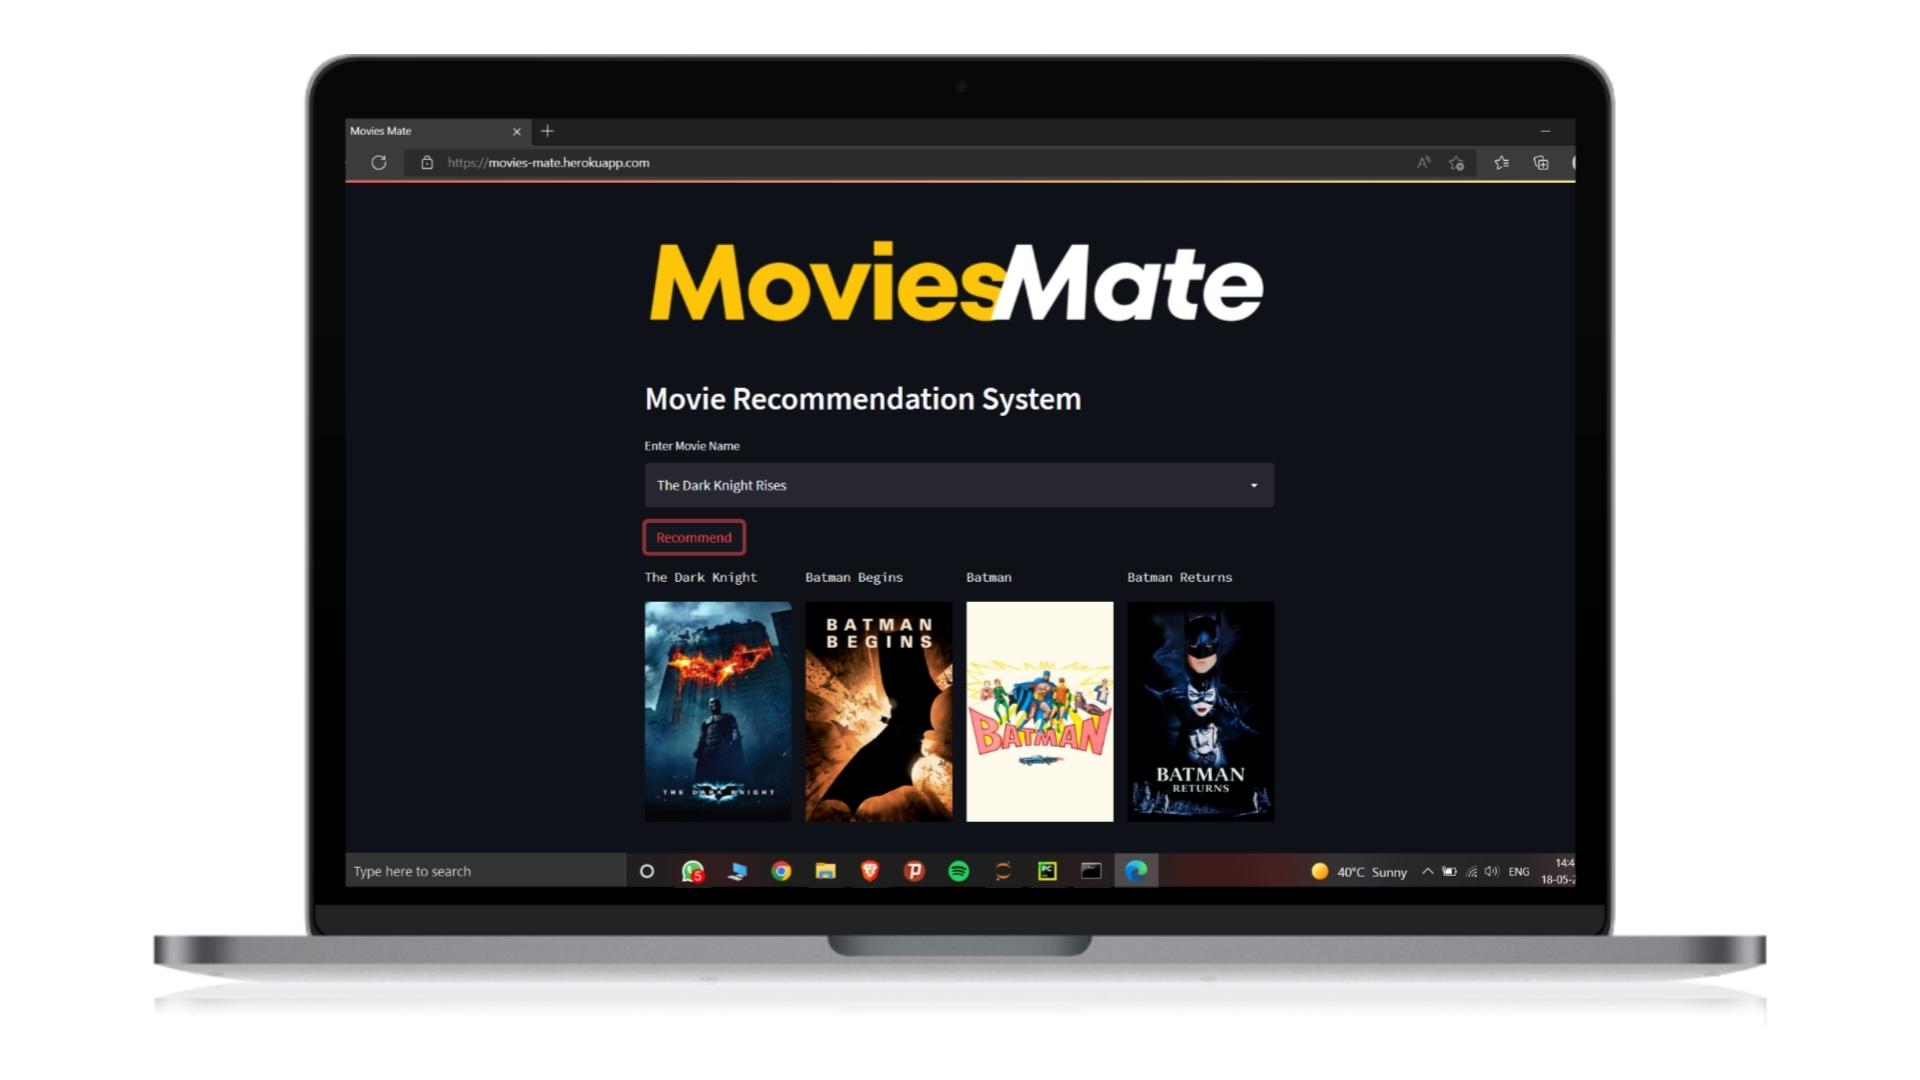 Movies Mate
https://movies-mate.herokuapp.com
MoviesMate
Movie Recommendation System
Enter Movie Name
The Dark Knight Rises
Recommend
The Dark Knight Batman Begins Batman Batman Returns
BATMAN
BEGINS
BATMAN
THE DARK KNIGHT
BATMAN
RETURNS
Type here to search
5
PC
40°C Sunny
ENG
14:4
18-05-2